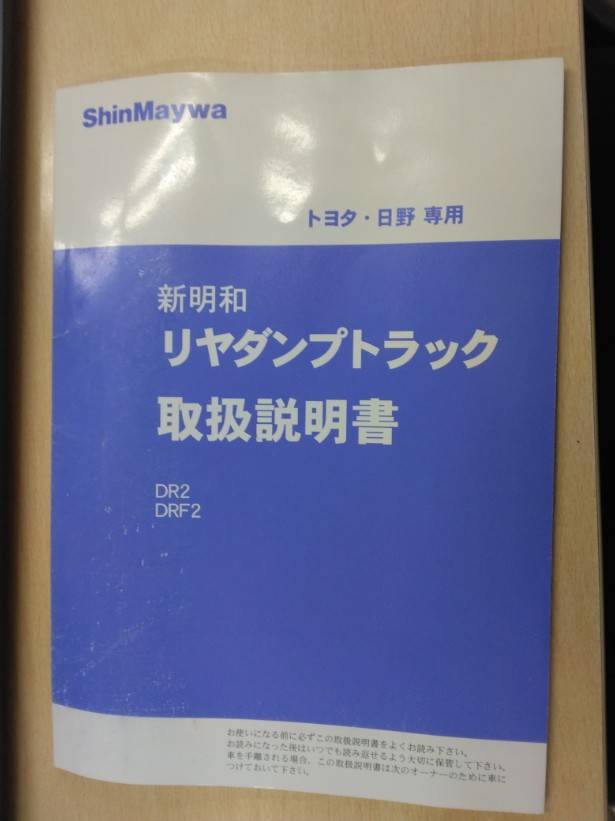 ShinMaywa
トヨタ・日野 専用
新明和
リヤダンプトラック
取扱説明書
DR2
DRF2
お使いになる前に必ずこの取扱説明書をよくお読み下さい。
お読みになった後はいつでも読み返せるよう大切に保管して下さい。
車を手離される場合、この取扱説明書は次のオーナーのために車に
つけておいて下さい。